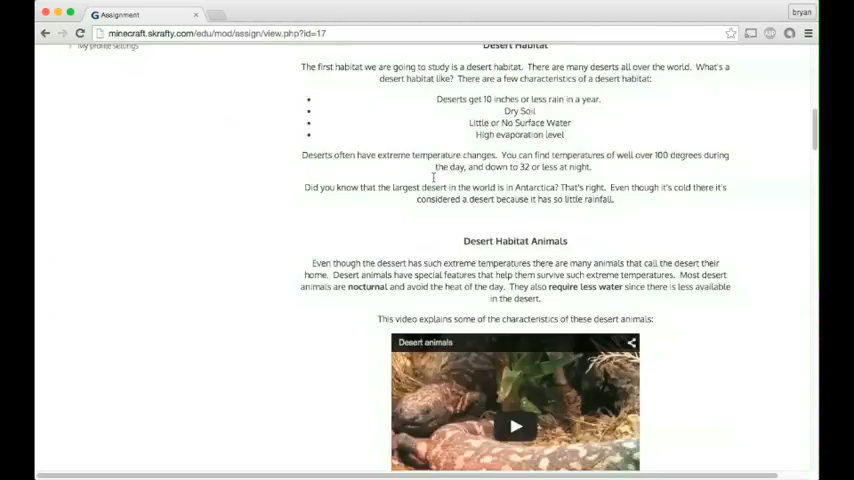 Assignment
bryan
minecraft.skrafty.com/edu/mod/assign/view.php?id=17
My profile settings
Desert Habitat
The first habitat we are going to study is a desert habitat. There are many deserts all over the world. What's a
desert habitat like? There are a few characteristics of a desert habitat:
Deserts get 10 inches or less rain in a year.
Dry Soil
Little or No Surface Water
High evaporation level
Deserts often have extreme temperature changes. You can find temperatures of well over 100 degrees during
the day, and down to 32 or less at night.
Did you know that the largest desert in the world is in Antarctica? That's right. Even though it's cold there it's
considered a desert because it has so little rainfall.
Desert Habitat Animals
Even though the dessert has such extreme temperatures there are many animals that call the desert their
home. Desert animals have special features that help them survive such extreme temperatures. Most desert
animals are nocturnal and avoid the heat of the day. They also require less water since there is less available
in the desert.
This video explains some of the characteristics of these desert animals:
Desert animals